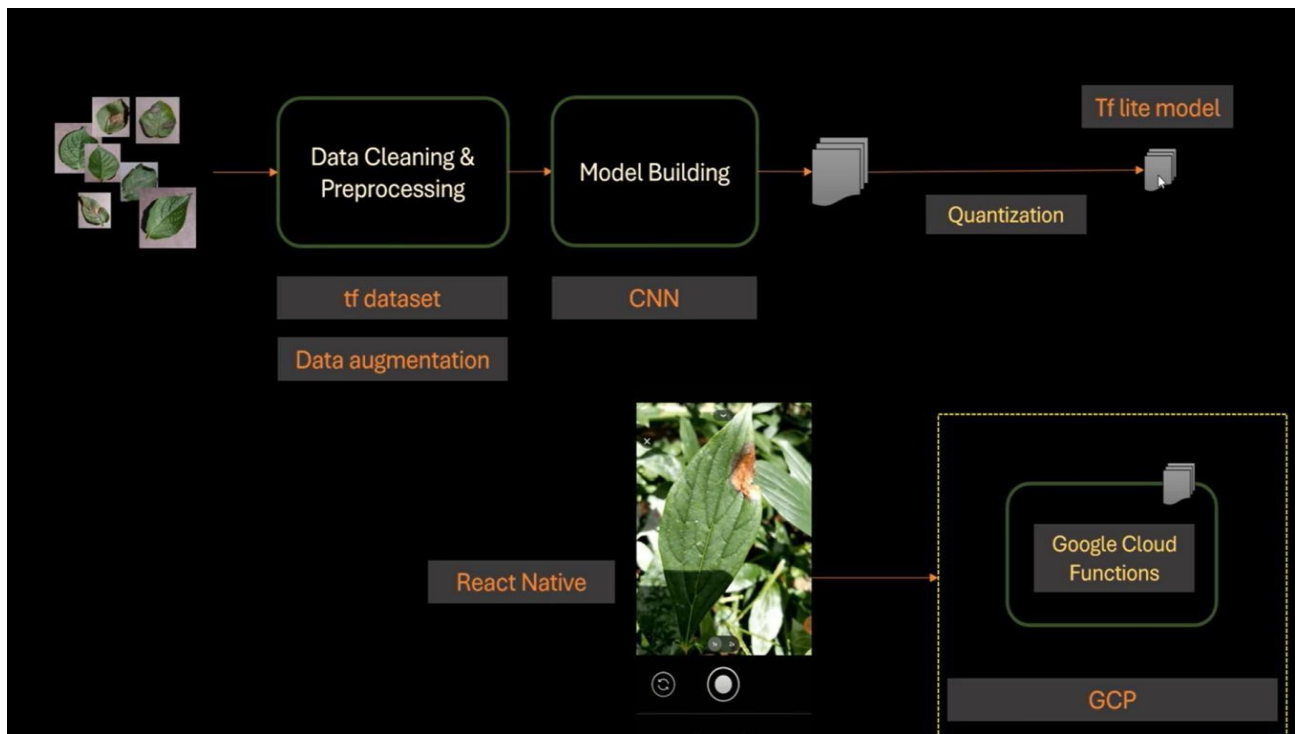 Tf lite model
Data Cleaning &
Preprocessing
Model Building
Quantization
tf dataset
CNN
Data augmentation
React Native
Google Cloud
Functions
GCP